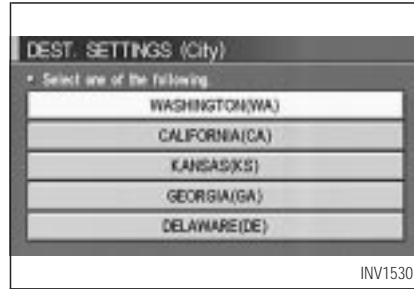 DEST. SETTINGS (City)
• Select one of the following
WASHINGTON(WA)
CALIFORNIA(CA)
KANSAS(KS)
GEORGIA(GA)
DELAWARE(DE)
INV1530